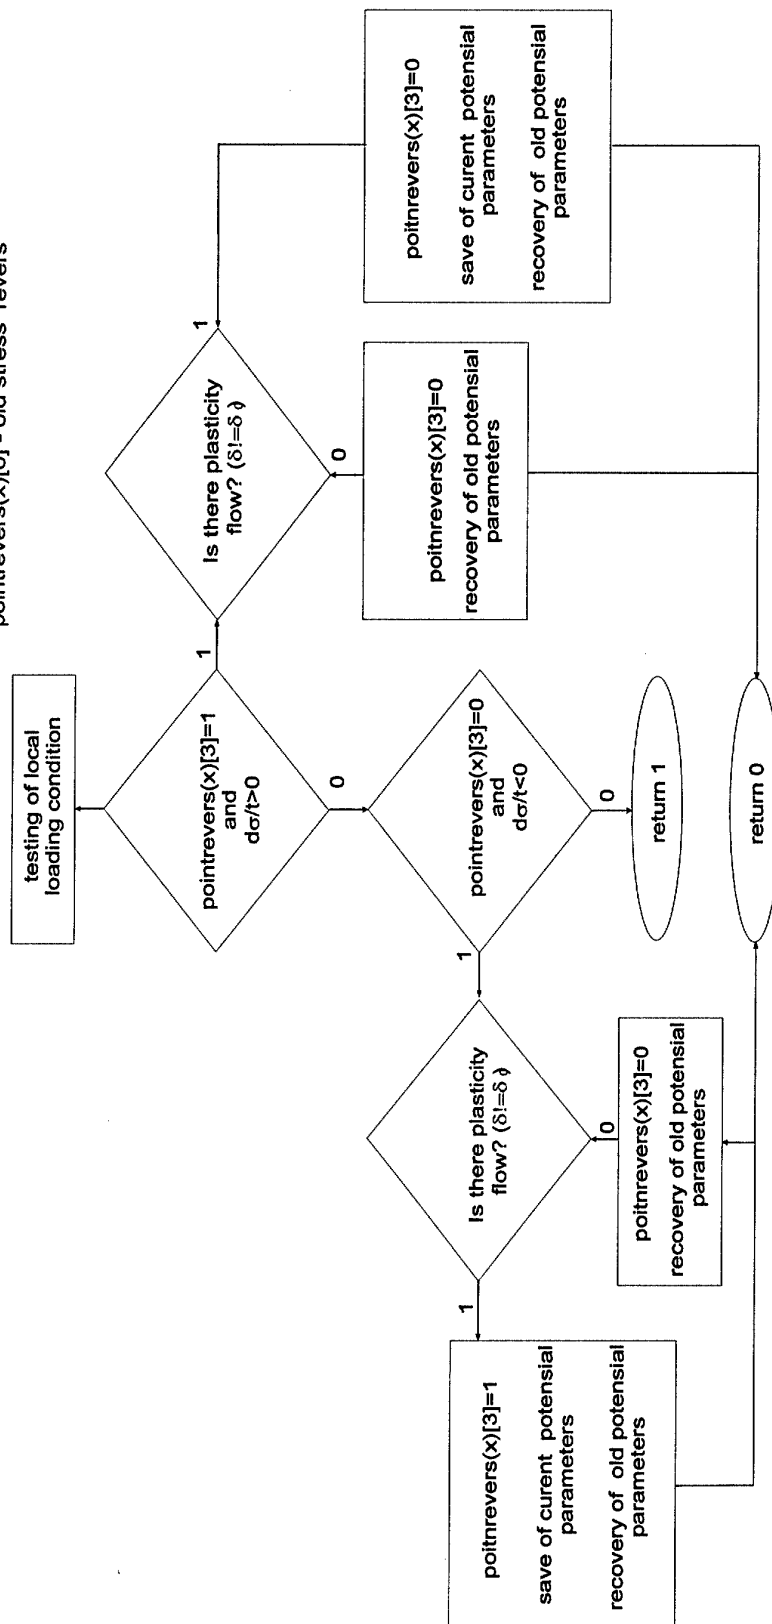 - old stress revers
testing of local
loading condition
pointrevers(x)[3]=1
and
dσ/t>0
1
0
Is there plasticity
flow? (δ!=δ ϕ)
1
0
poitnrevers(x)[3]=0
save of curent potensial
parameters
recovery of old potensial
parameters
poitnrevers(x)[3]=0
recovery of old potensial
parameters
pointrevers(x)[3]=0
and
dσ/t<0
1
0
Is there plasticity
flow? (δ!=δ ϕ)
1
0
poitnrevers(x)[3]=1
save of curent potensial
parameters
recovery of old potensial
parameters
poitnrevers(x)[3]=0
recovery of old potensial
parameters
return 1
return 0